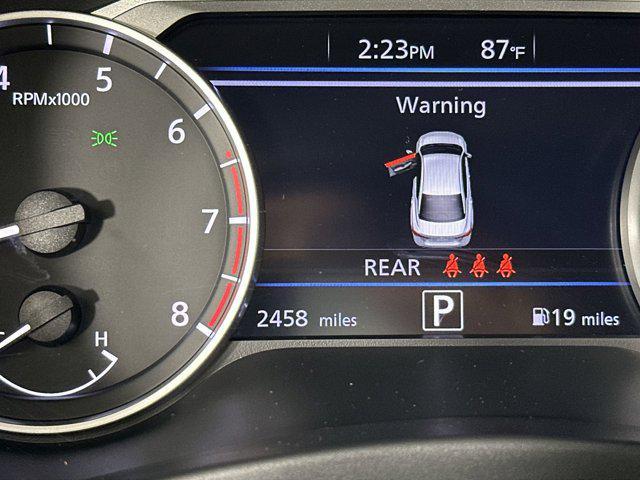 2:23PM 87°F
4 5
RPMx1000
Warning
6
7
REAR
8
2458 miles P 19 miles
C H